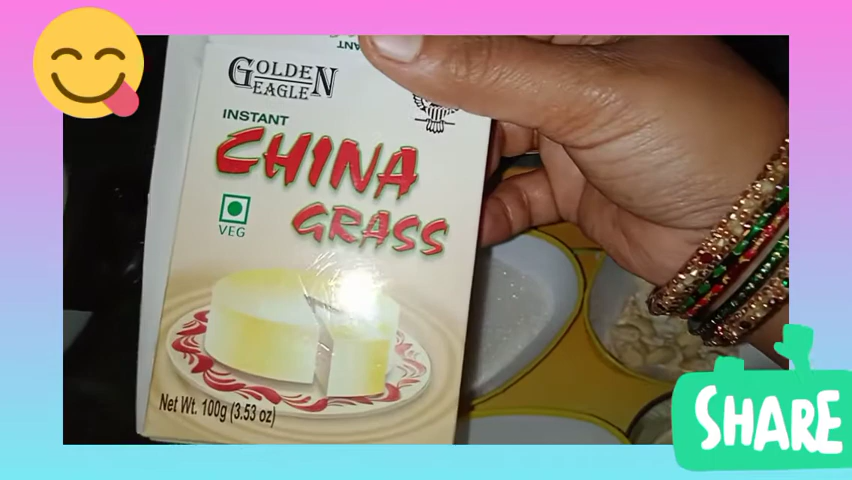 GOLDEN
EAGLE
INSTANT
CHINA
GRASS
VEG
Net Wt. 100g (3.53 oz)
SHARE